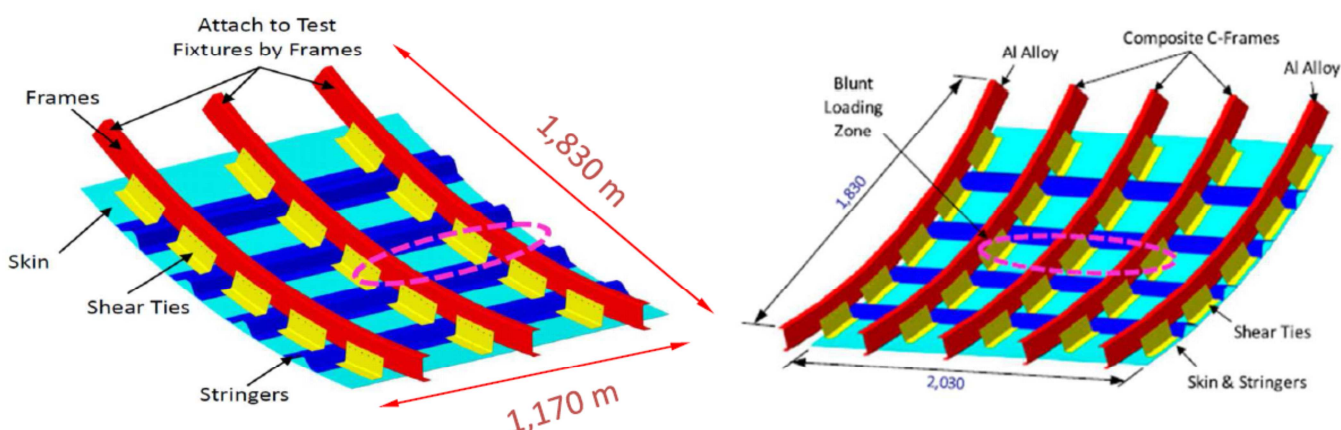 Attach to Test
Fixtures by Frames
Frames
Skin
Shear Ties
Stringers
1,830 m
1,170 m
Composite C-Frames
Al Alloy
Al Alloy
Blunt
Loading
Zone
1,830
2,030
Shear Ties
Skin & Stringers